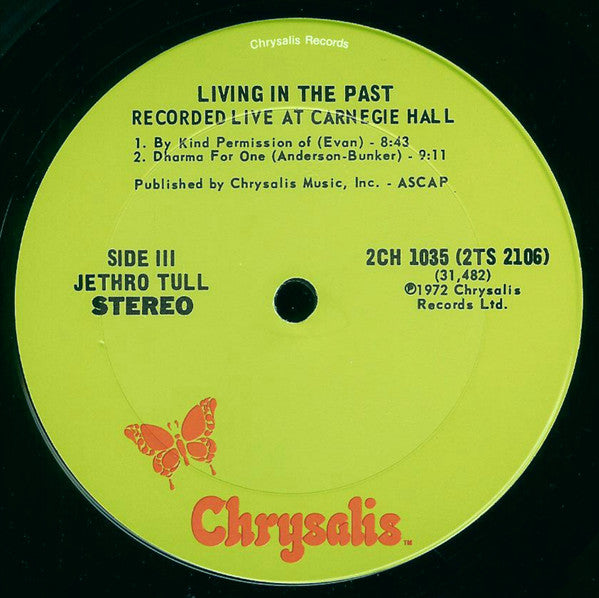 Chrysalis Records
LIVING IN THE PAST
RECORDED LIVE AT CARNEGIE HALL
1. By Kind Permission of (Evan) - 8:43
2. Dharma For One (Anderson-Bunker) - 9:11
Published by Chrysalis Music, Inc. - ASCAP
SIDE III
JETHRO TULL
STEREO
2CH 1035 (2TS 2106)
(31,482)
℗1972 Chrysalis
Records Ltd.
Chrysalis™